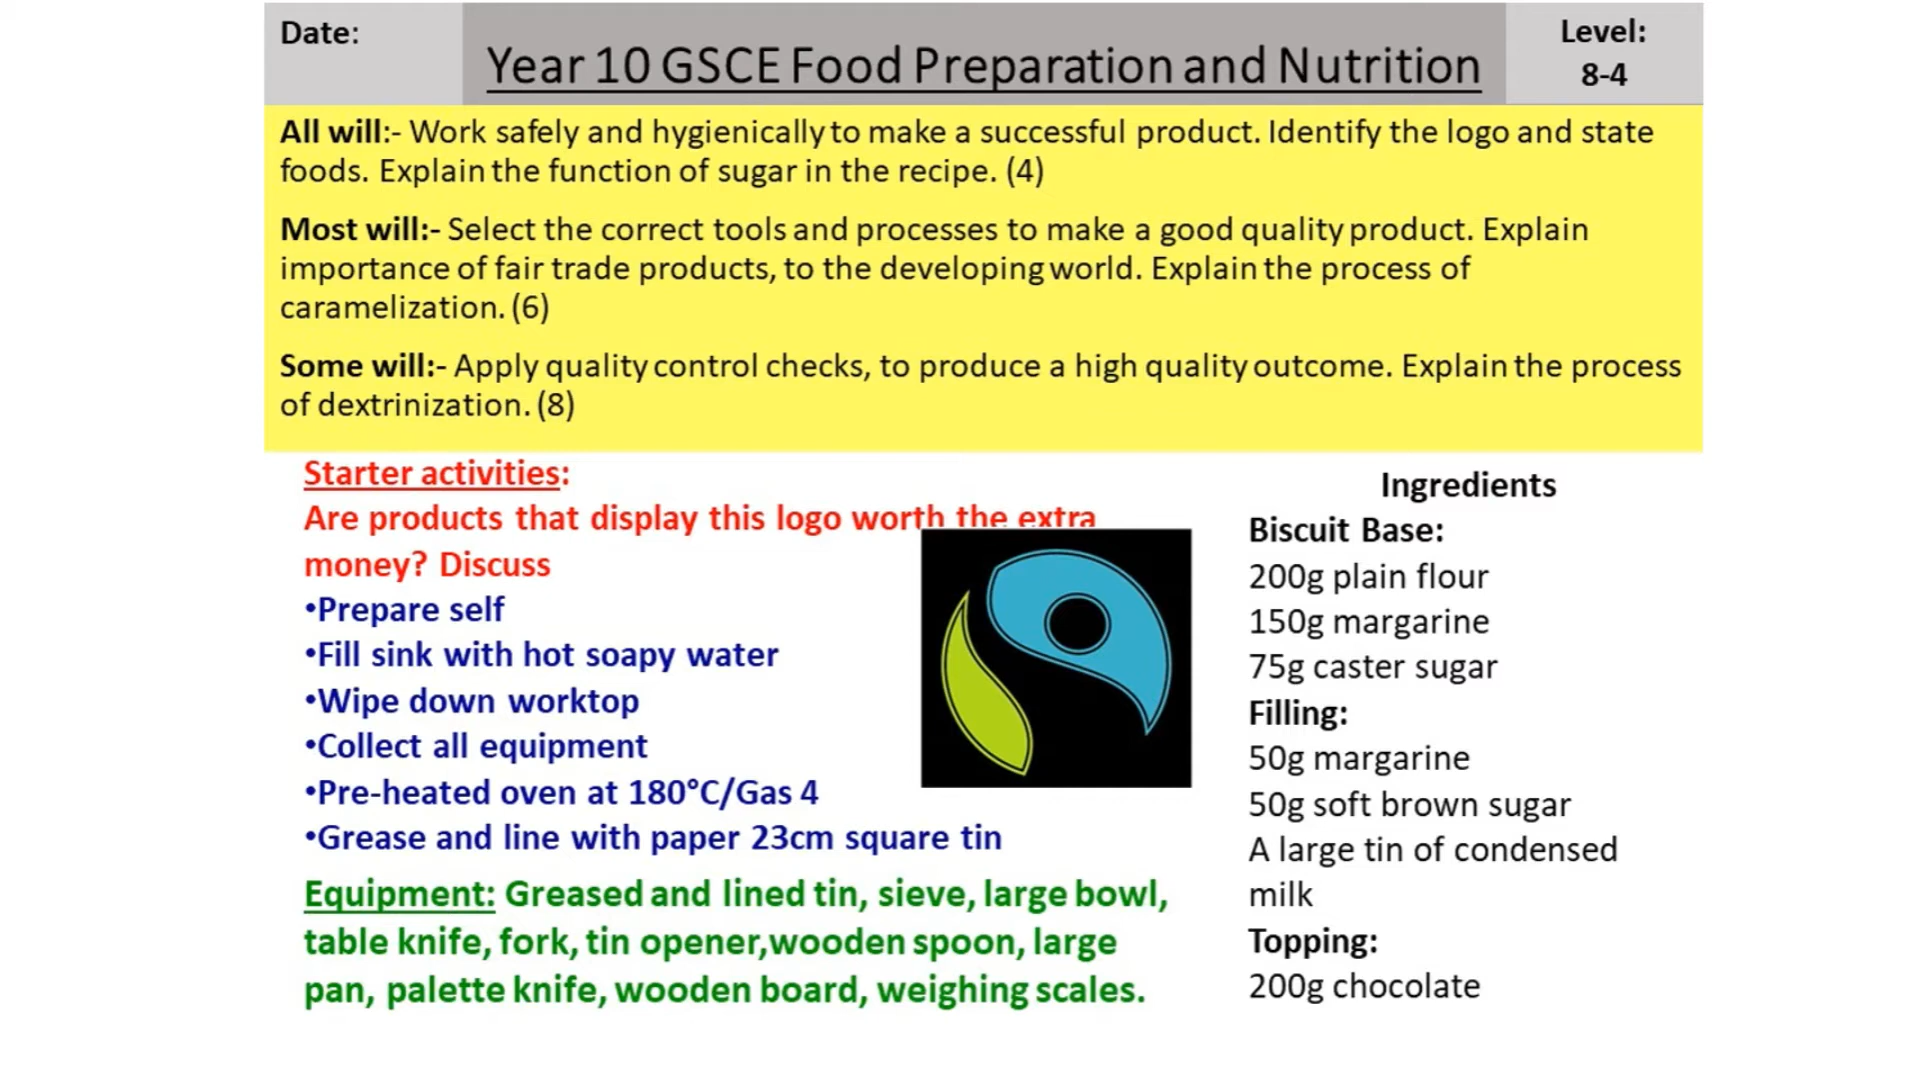 Date:
Year 10 GSCE Food Preparation and Nutrition
Level:
8-4
All will:- Work safely and hygienically to make a successful product. Identify the logo and state
foods. Explain the function of sugar in the recipe. (4)
Most will:- Select the correct tools and processes to make a good quality product. Explain
importance of fair trade products, to the developing world. Explain the process of
caramelization. (6)
Some will:- Apply quality control checks, to produce a high quality outcome. Explain the process
of dextrinization. (8)
Starter activities:
Are products that display this logo worth the extra
money? Discuss
•Prepare self
•Fill sink with hot soapy water
•Wipe down worktop
•Collect all equipment
•Pre-heated oven at 180°C/Gas 4
•Grease and line with paper 23cm square tin
Equipment: Greased and lined tin, sieve, large bowl,
table knife, fork, tin opener,wooden spoon, large
pan, palette knife, wooden board, weighing scales.
Ingredients
Biscuit Base:
200g plain flour
150g margarine
75g caster sugar
Filling:
50g margarine
50g soft brown sugar
A large tin of condensed
milk
Topping:
200g chocolate